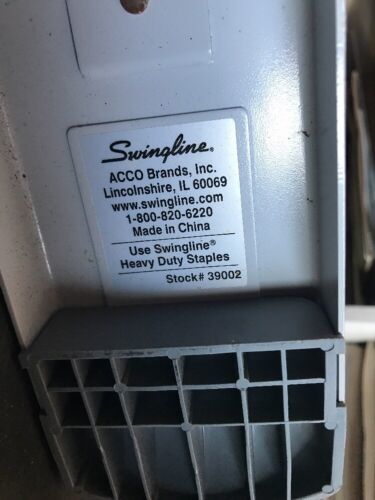 Swingline®
ACCO Brands, Inc.
Lincolnshire, IL 60069
www.swingline.com
1-800-820-6220
Made in China
Use Swingline®
Heavy Duty Staples
Stock# 39002